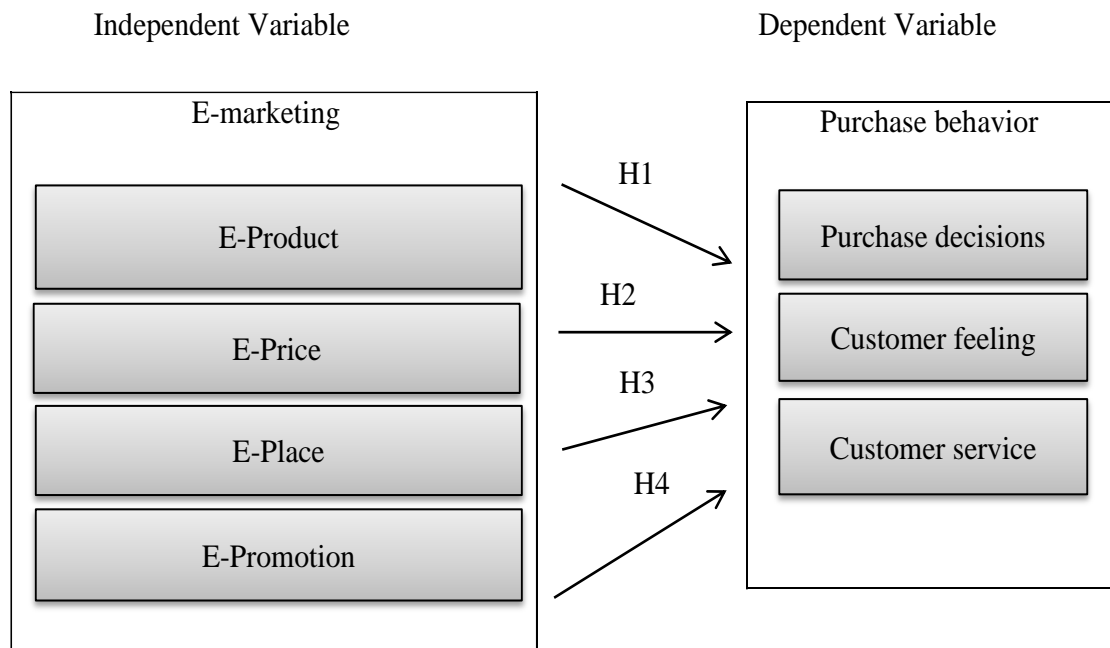 Independent Variable
Dependent Variable
E-marketing
E-Product
E-Price
E-Place
E-Promotion
H1
H2
H3
H4
Purchase behavior
Purchase decisions
Customer feeling
Customer service